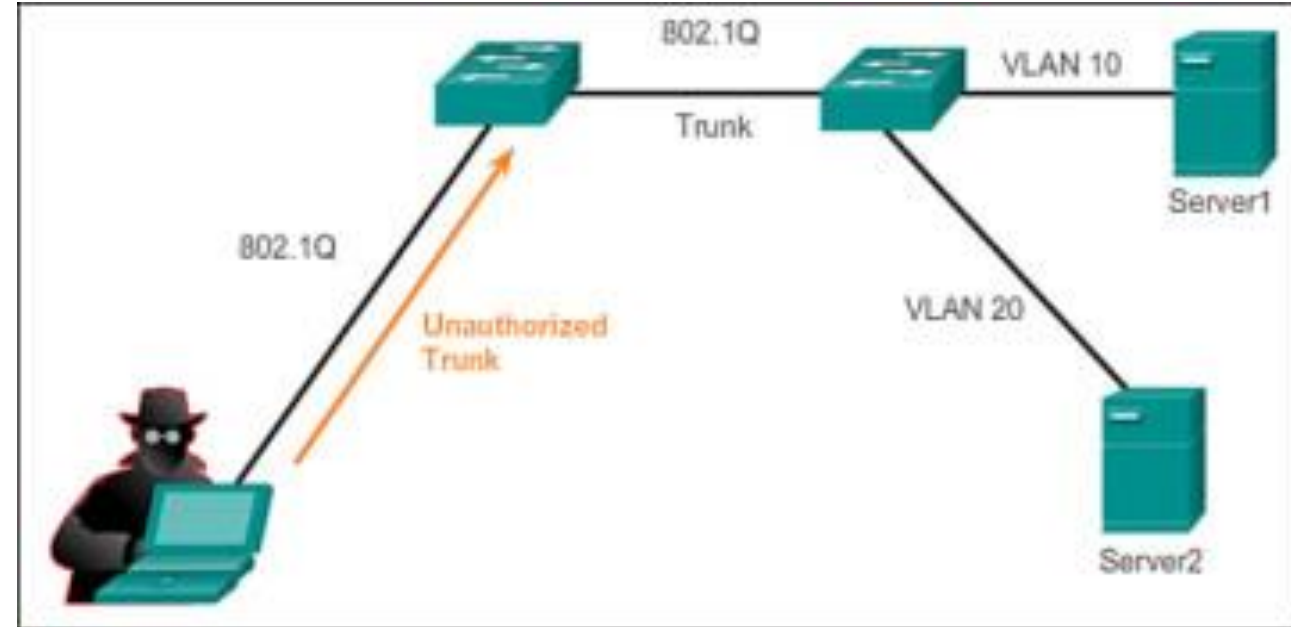 802.1Q
VLAN 10
Trunk
Server1
802.1Q
VLAN 20
Unauthorized
Trunk
Server2